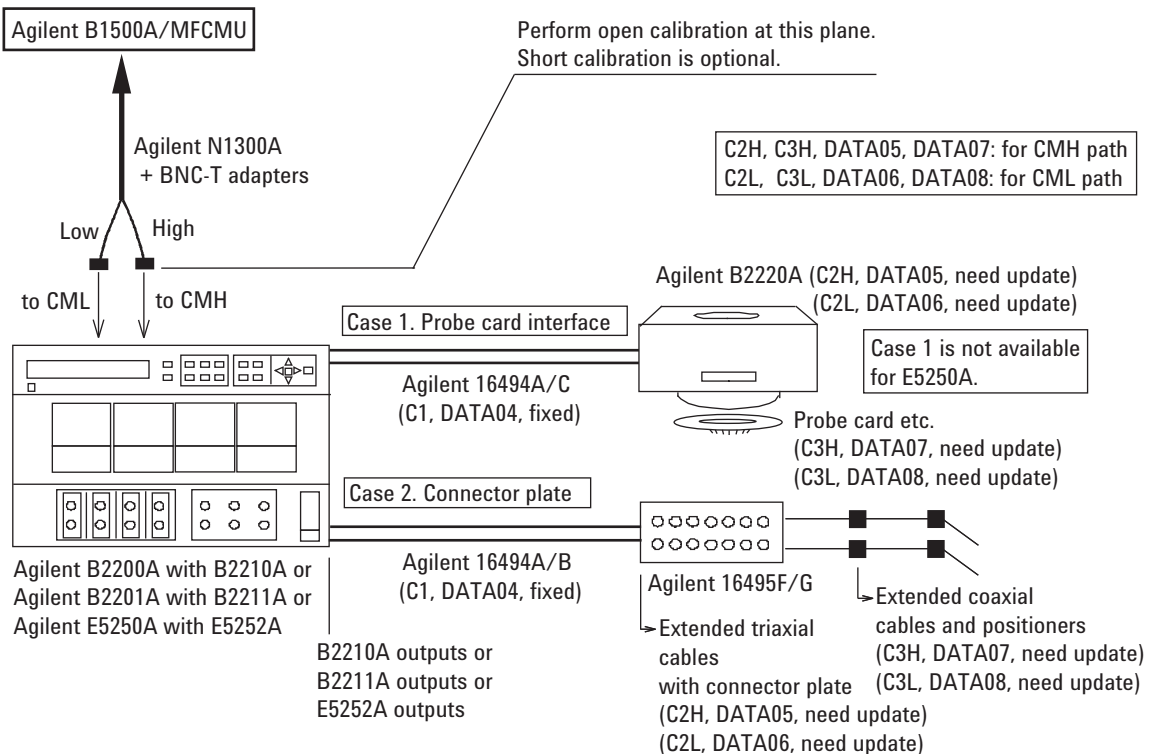 Agilent B1500A/MFCMU
Perform open calibration at this plane.
Short calibration is optional.
Agilent N1300A
+ BNC-T adapters
C2H, C3H, DATA05, DATA07: for CMH path
C2L, C3L, DATA06, DATA08: for CML path
Low
High
to CML
to CMH
Agilent B2220A (C2H, DATA05, need update)
(C2L, DATA06, need update)
Case 1. Probe card interface
Case 1 is not available
for E5250A.
Agilent 16494A/C
(C1, DATA04, fixed)
Probe card etc.
(C3H, DATA07, need update)
(C3L, DATA08, need update)
Case 2. Connector plate
Agilent 16494A/B
(C1, DATA04, fixed)
Agilent 16495F/G
Agilent B2200A with B2210A or
Agilent B2201A with B2211A or
Agilent E5250A with E5252A
B2210A outputs or
B2211A outputs or
E5252A outputs
Extended triaxial
cables
with connector plate
(C2H, DATA05, need update)
(C2L, DATA06, need update)
Extended coaxial
cables and positioners
(C3H, DATA07, need update)
(C3L, DATA08, need update)